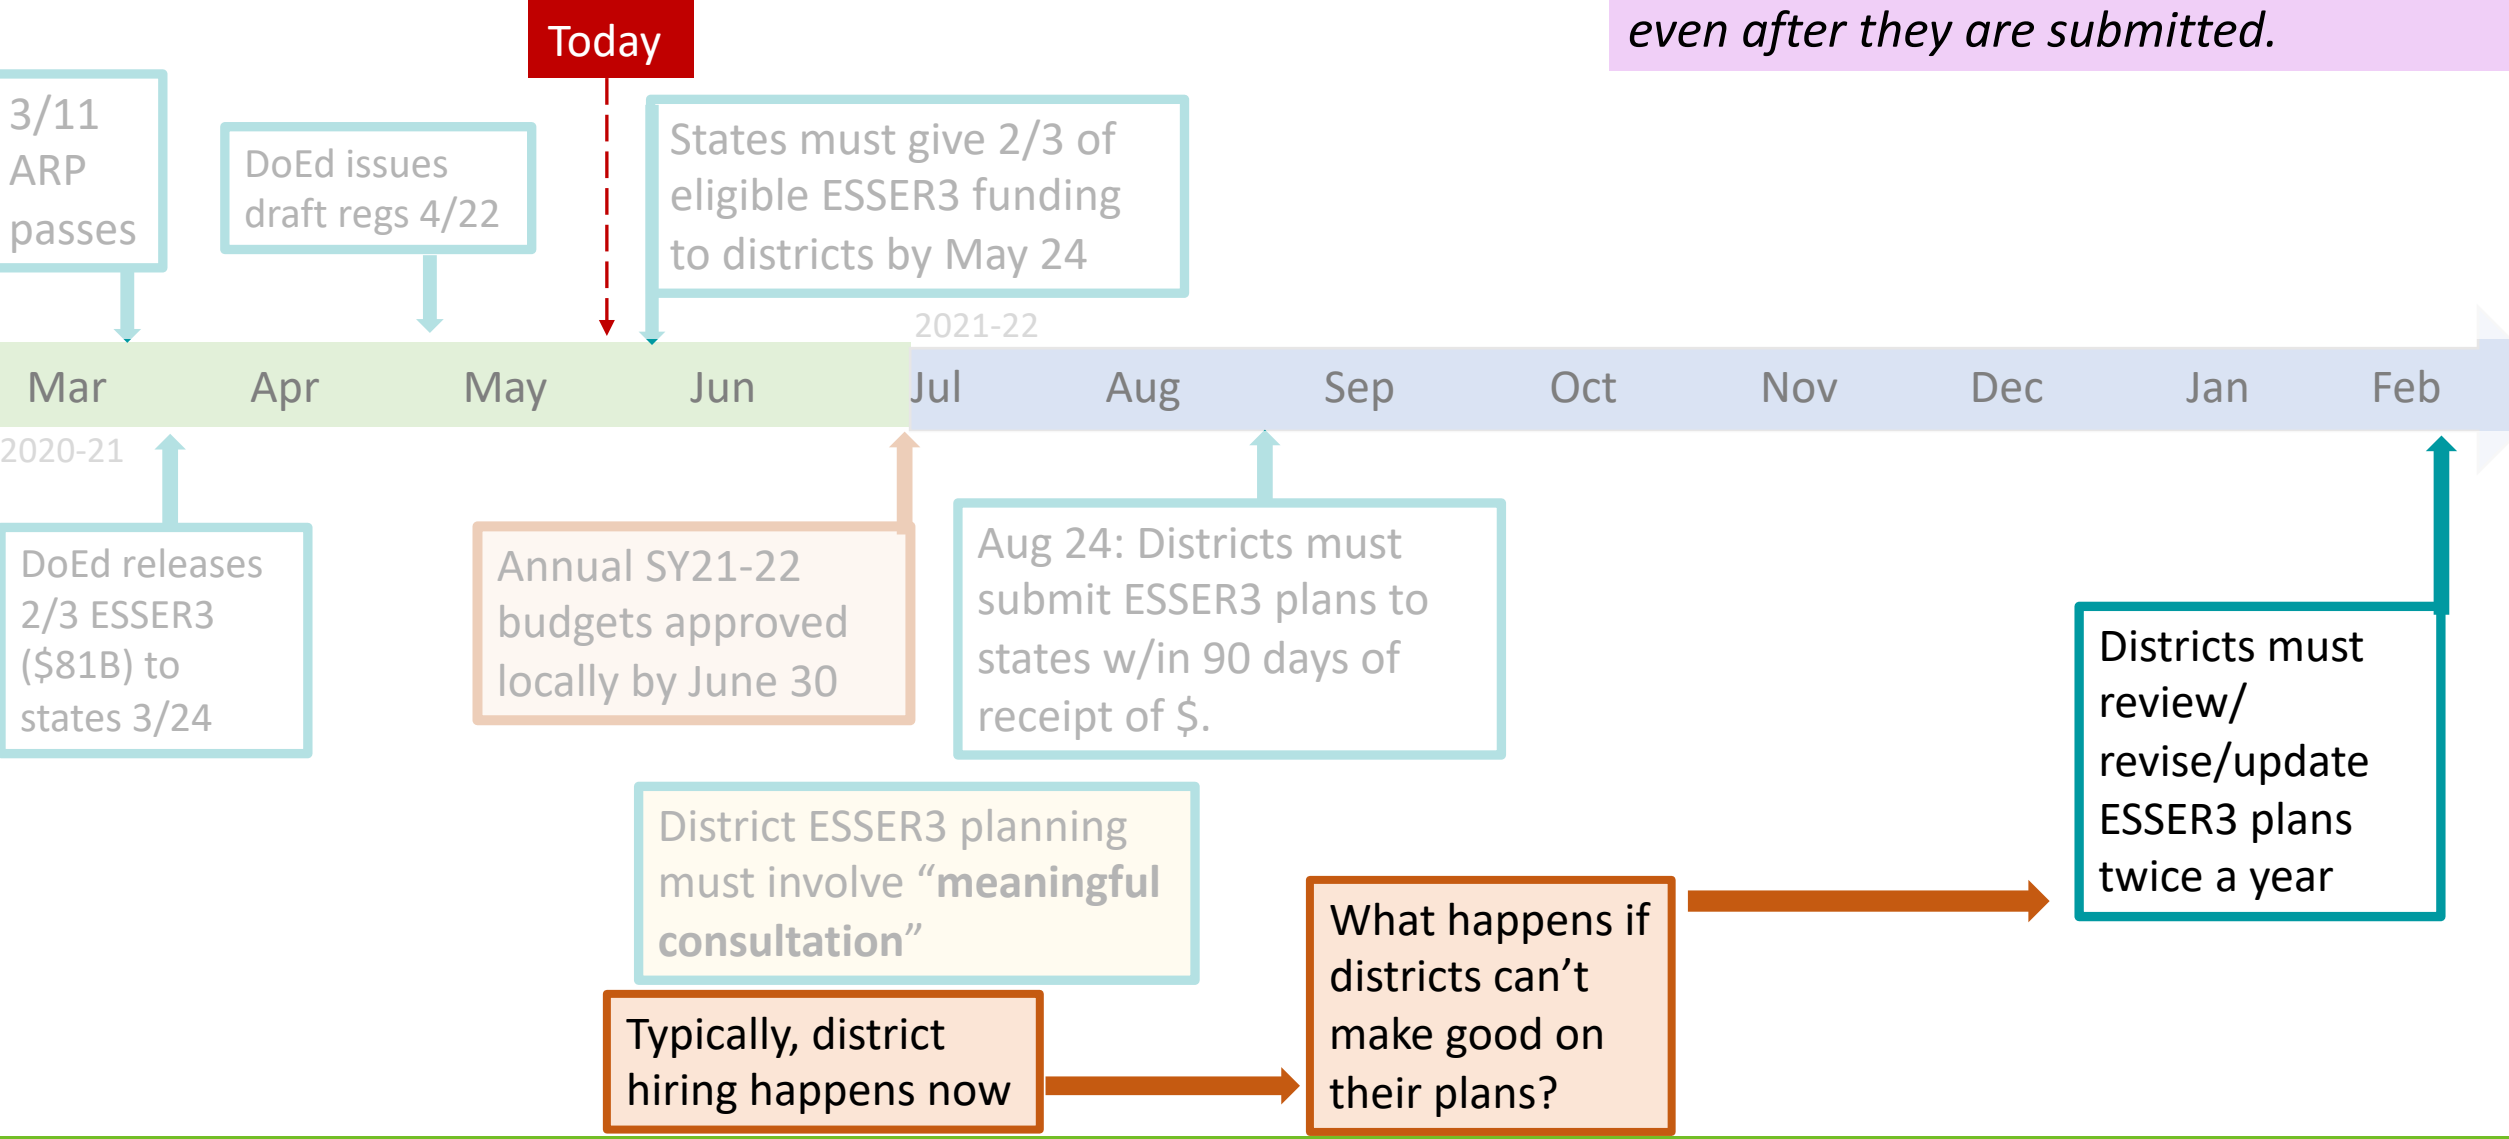 Today
even after they are submitted.
3/11
ARP
passes
DoEd issues
draft regs 4/22
States must give 2/3 of
eligible ESSER3 funding
to districts by May 24
2021-22
Mar Apr May Jun Jul Aug Sep Oct Nov Dec Jan Feb
2020-21
DoEd releases
2/3 ESSER3
($81B) to
states 3/24
Annual SY21-22
budgets approved
locally by June 30
Aug 24: Districts must
submit ESSER3 plans to
states w/in 90 days of
receipt of $.
Districts must
review/
revise/update
ESSER3 plans
twice a year
District ESSER3 planning
must involve “meaningful
consultation”
What happens if
districts can’t
make good on
their plans?
Typically, district
hiring happens now